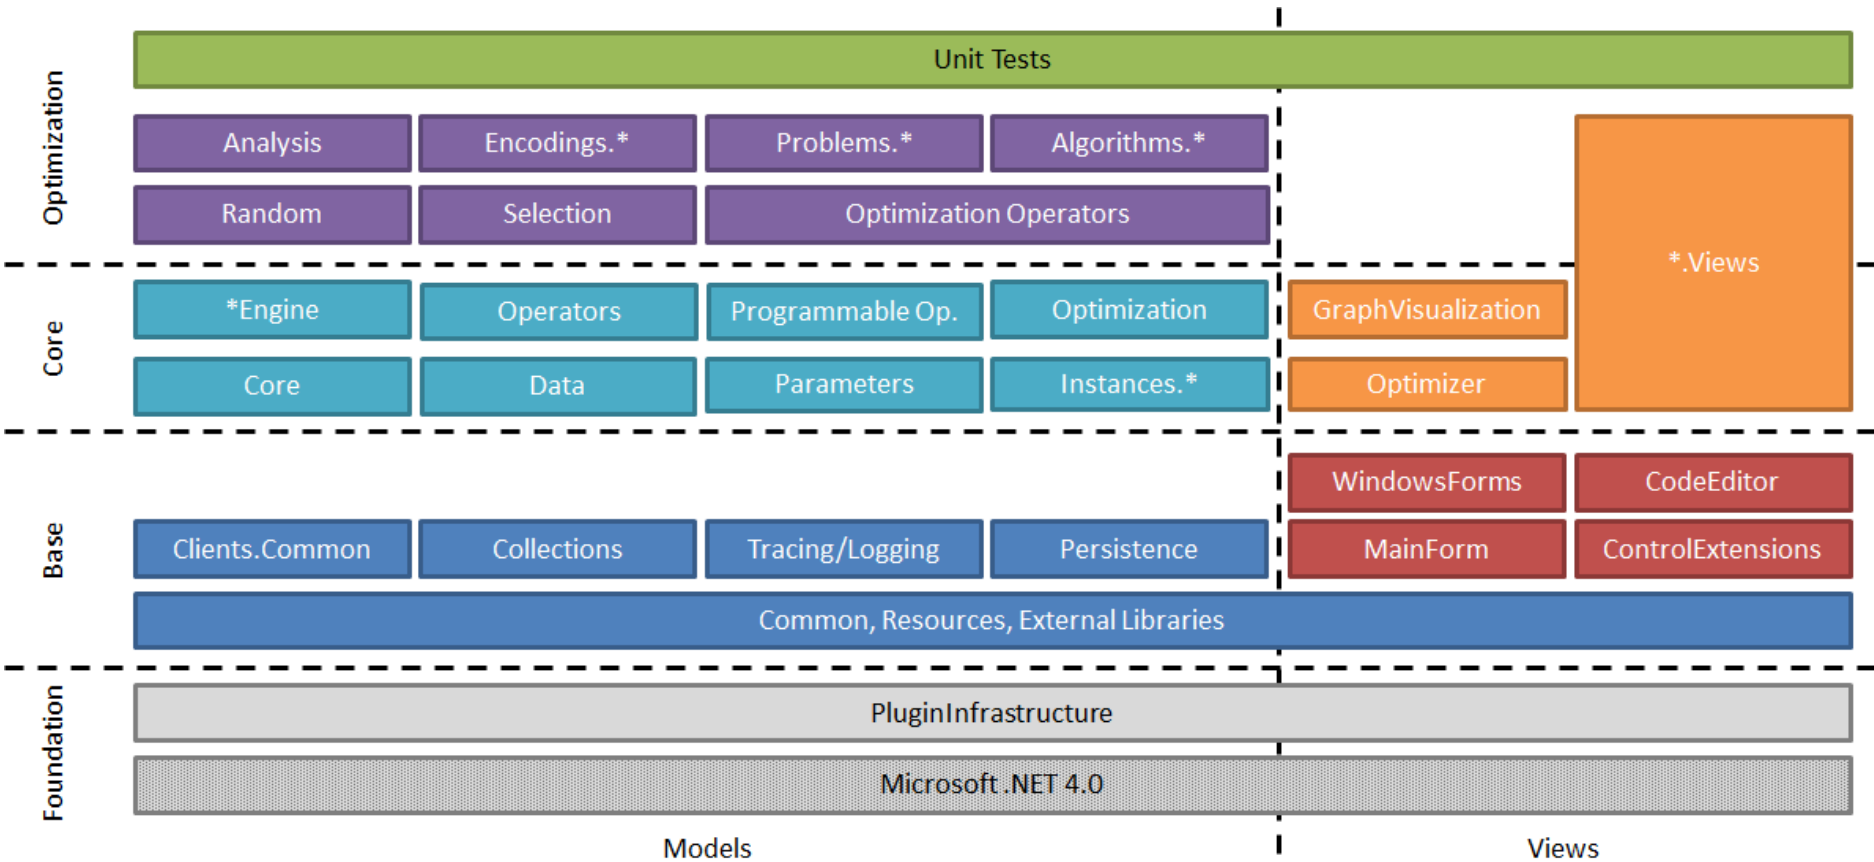 Optimization
Unit Tests
Analysis
Encodings.*
Problems.*
Algorithms.*
Random
Selection
Optimization Operators
*.Views
Core
*Engine
Operators
Programmable Op.
Optimization
GraphVisualization
Core
Data
Parameters
Instances.*
Optimizer
Base
WindowsForms
CodeEditor
Clients.Common
Collections
Tracing/Logging
Persistence
MainForm
ControlExtensions
Common, Resources, External Libraries
Foundation
PluginInfrastructure
Microsoft .NET 4.0
Models
Views